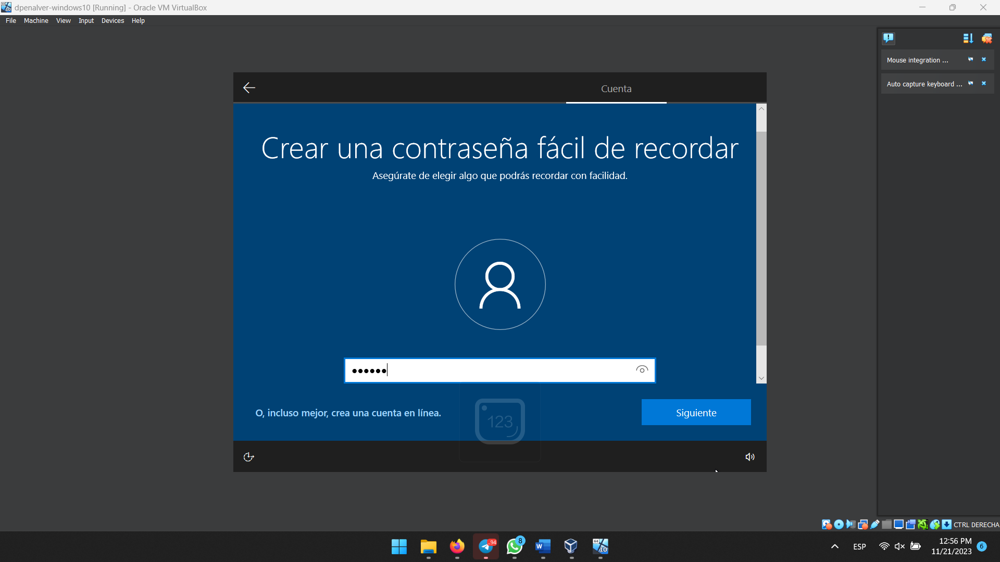 dpenalver-windows10 [Running] - Oracle VM VirtualBox
File Machine View Input Devices Help
Mouse integration ...
Auto capture keyboard ...
Cuenta
Crear una contraseña fácil de recordar
Asegúrate de elegir algo que podrás recordar con facilidad.
●●●●●●
123
O, incluso mejor, crea una cuenta en línea.
Siguiente
CTRL DERECHA
..94
8
W
64
10
ESP
12:56 PM
11/21/2023
6